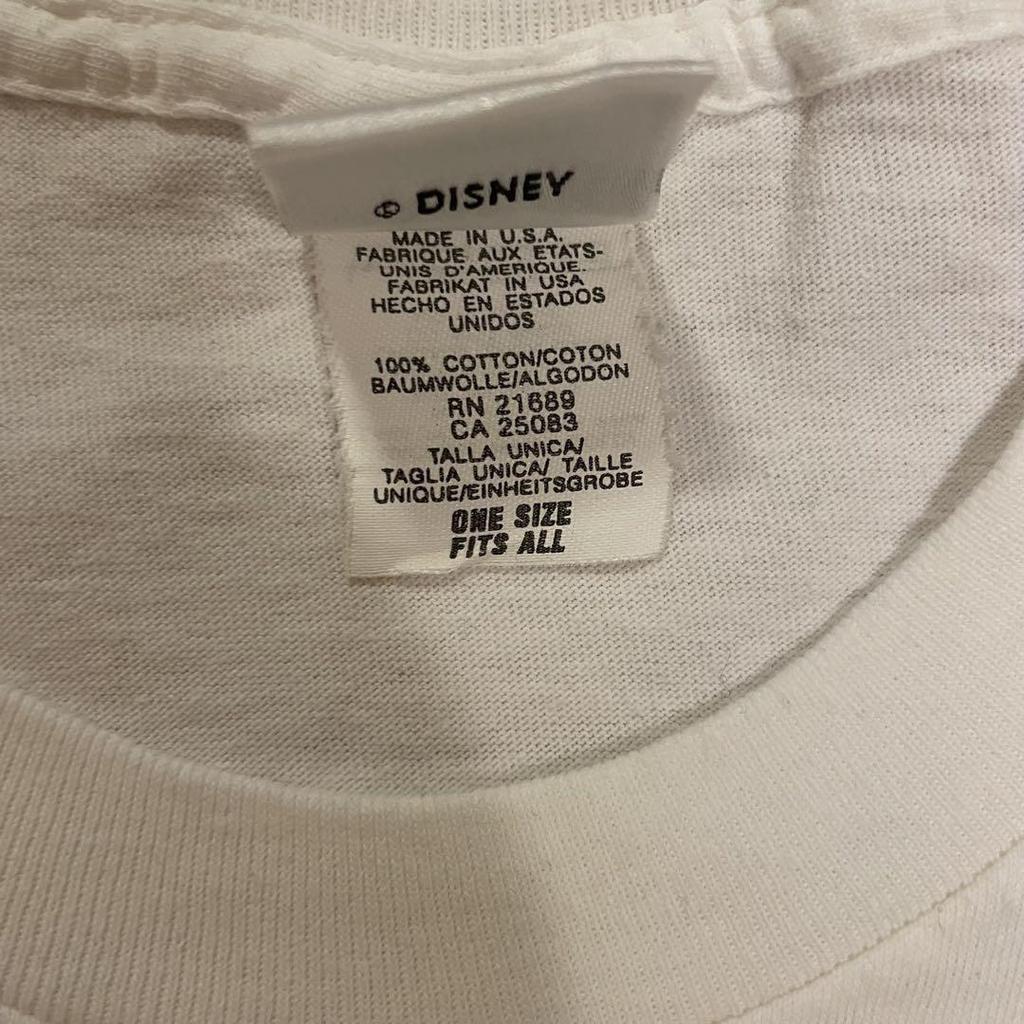 © DISNEY
MADE IN U.S.A.
FABRIQUE AUX ETATS-
UNIS D'AMERIQUE.
FABRIKAT IN USA
HECHO EN ESTADOS
UNIDOS
100% COTTON/COTON
BAUMWOLLE/ALGODON
RN 21689
CA 25083
TALLA UNICA/
TAGLIA UNICA/ TAILLE
UNIQUE/EINHEITSGROBE
ONE SIZE
FITS ALL